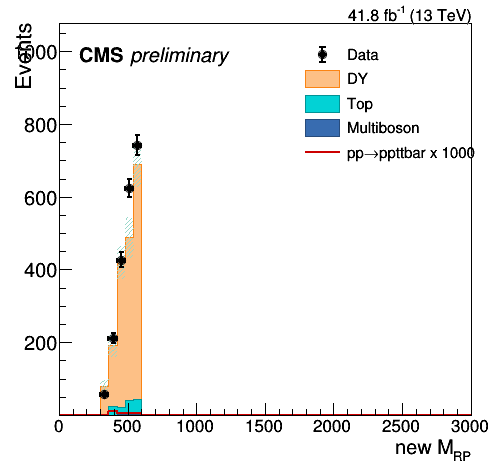 41.8 fb⁻¹ (13 TeV)
Events
1000
800
600
400
200
CMS preliminary
Data
DY
Top
Multiboson
pp→ppttbar x 1000
0 500 1000 1500 2000 2500 3000
new M_RP